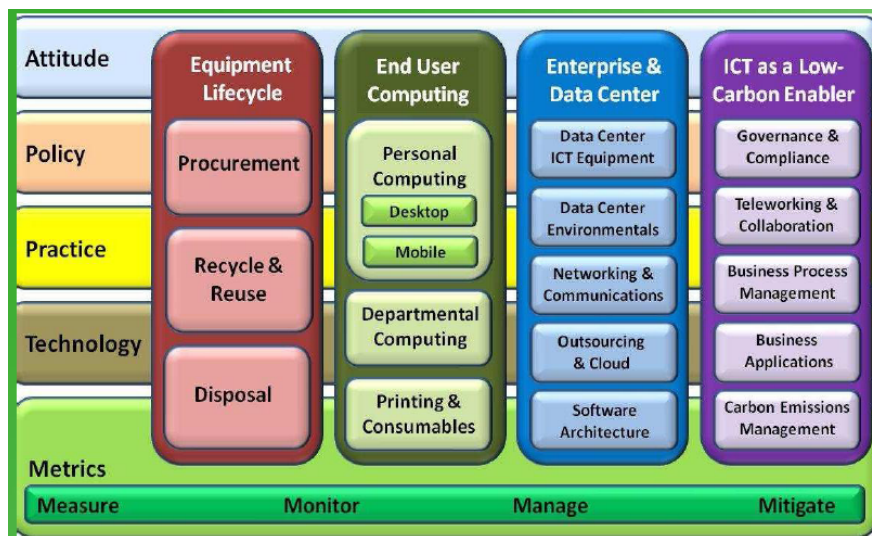 Attitude
Policy
Practice
Technology
Metrics
Equipment
Lifecycle
Procurement
Recycle &
Reuse
Disposal
End User
Computing
Personal
Computing
Desktop
Mobile
Departmental
Computing
Printing &
Consumables
Enterprise &
Data Center
Data Center
ICT Equipment
Data Center
Environmentals
Networking &
Communications
Outsourcing
& Cloud
Software
Architecture
ICT as a Low-
Carbon Enabler
Governance &
Compliance
Teleworking &
Collaboration
Business Process
Management
Business
Applications
Carbon Emissions
Management
Measure Monitor Manage Mitigate